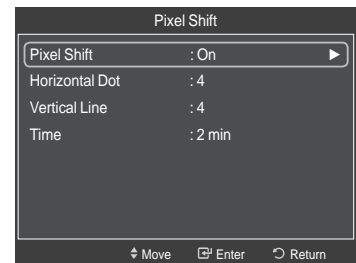 Pixel Shift
Pixel Shift : On
Horizontal Dot : 4
Vertical Line : 4
Time : 2 min
Move Enter Return